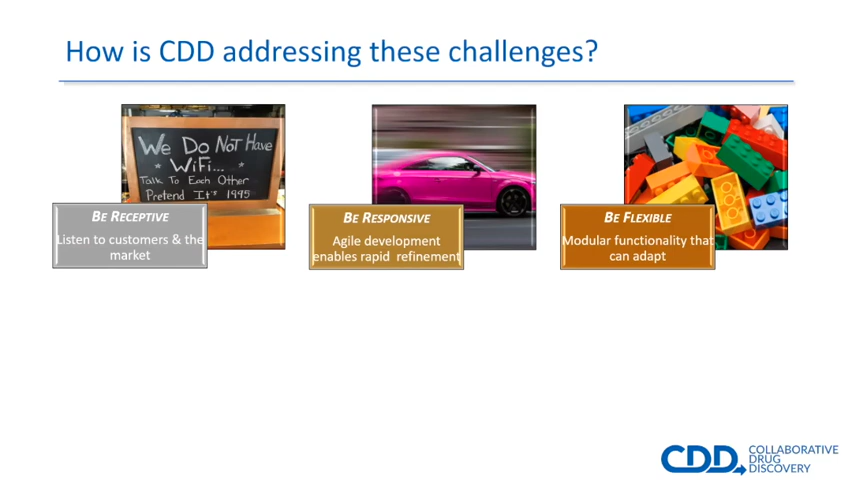 How is CDD addressing these challenges?
We Do Not Have
WiFi...
Talk To Each Other
Pretend It's 1995
BE RECEPTIVE
Listen to customers & the
market
BE RESPONSIVE
Agile development
enables rapid refinement
BE FLEXIBLE
Modular functionality that
can adapt
CDD
COLLABORATIVE
DRUG
DISCOVERY